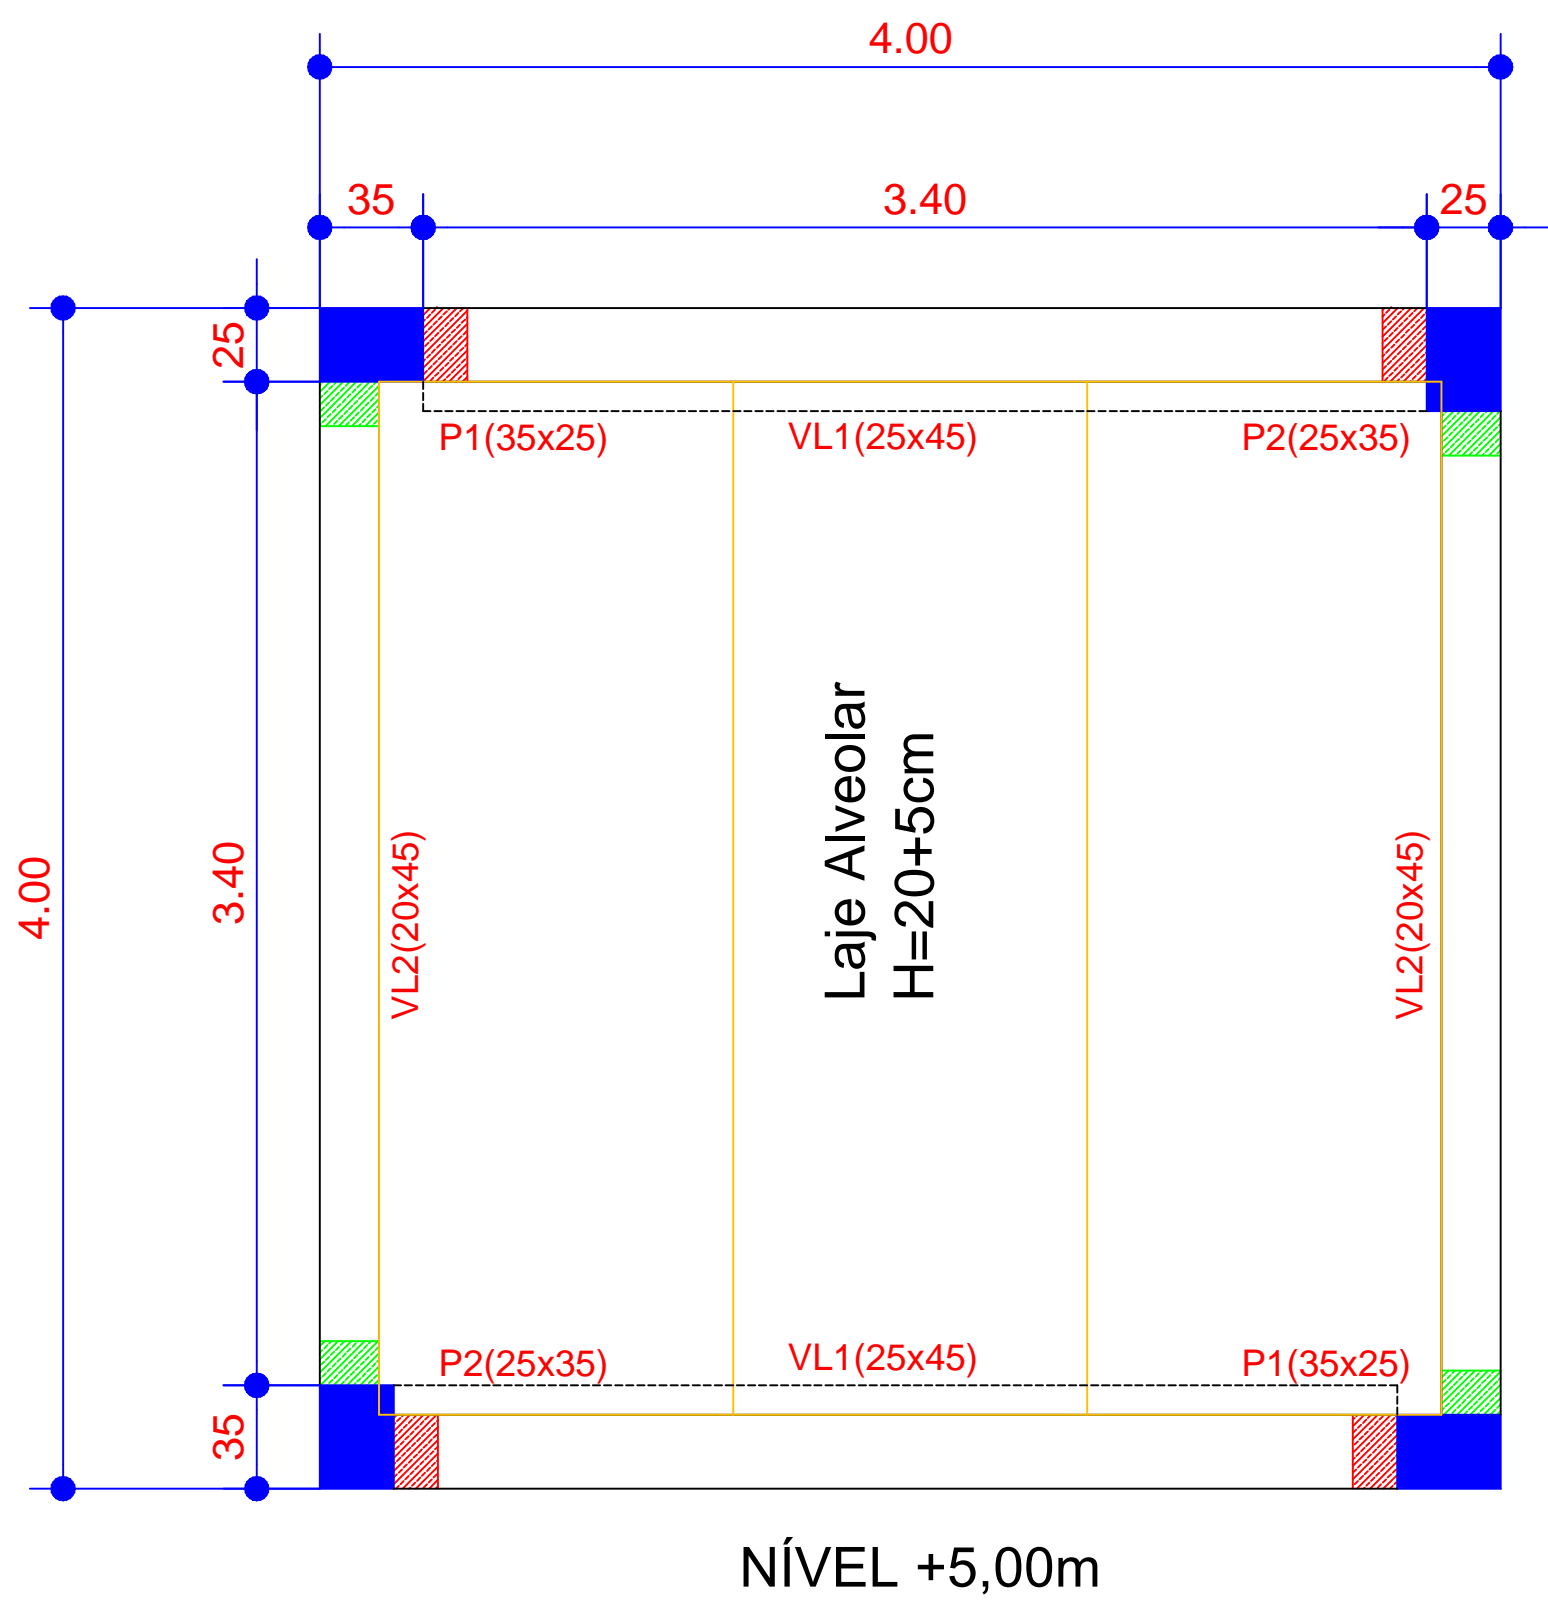 4.00
35
3.40
25
25
P1(35x25)
VL1(25x45)
P2(25x35)
4.00
3.40
VL2(20x45)
Laje Alveolar
H=20+5cm
VL2(20x45)
P2(25x35)
VL1(25x45)
P1(35x25)
35
NÍVEL +5,00m